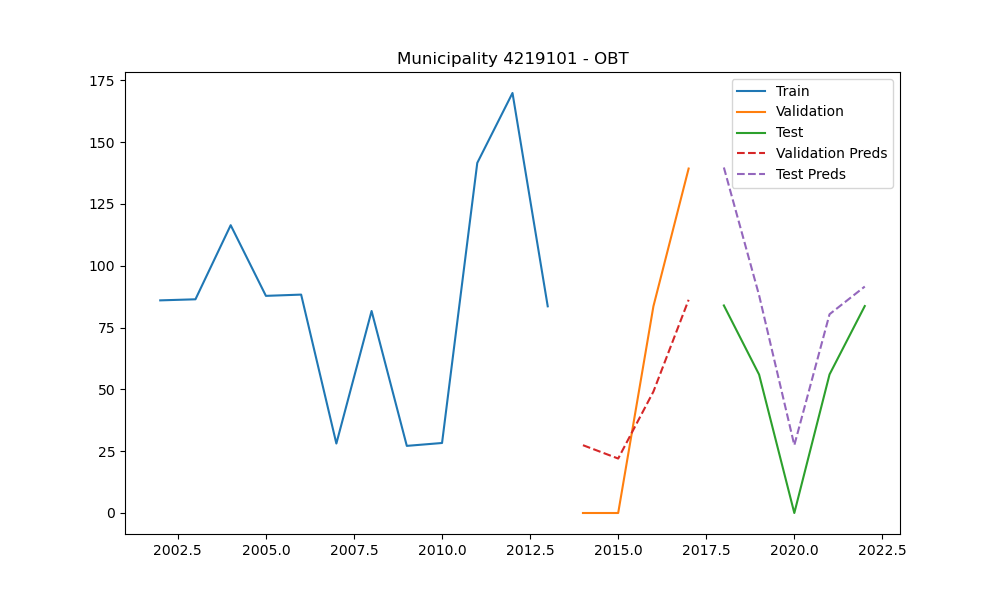 Municipality 4219101 - OBT
175
150
125
100
75
50
25
0
2002.5 2005.0 2007.5 2010.0 2012.5 2015.0 2017.5 2020.0 2022.5
Train
Validation
Test
Validation Preds
Test Preds